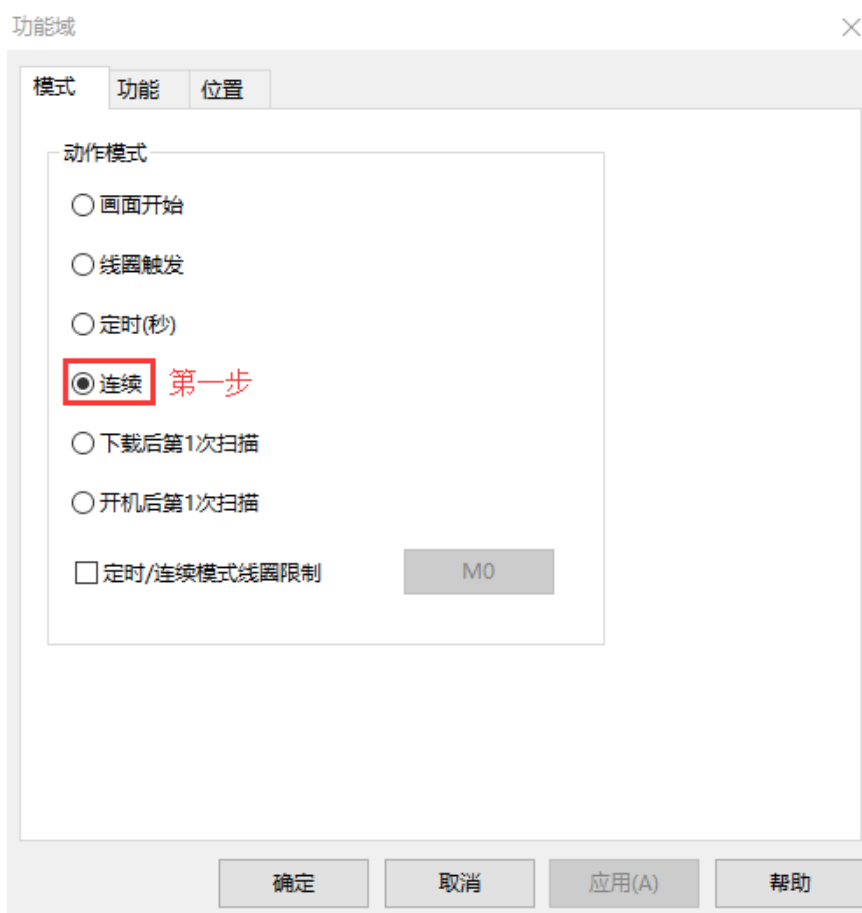 功能域
模式 功能 位置
动作模式
画面开始
线圈触发
定时(秒)
连续 第一步
下载后第1次扫描
开机后第1次扫描
定时/连续模式线圈限制 M0
确定 取消 应用(A) 帮助